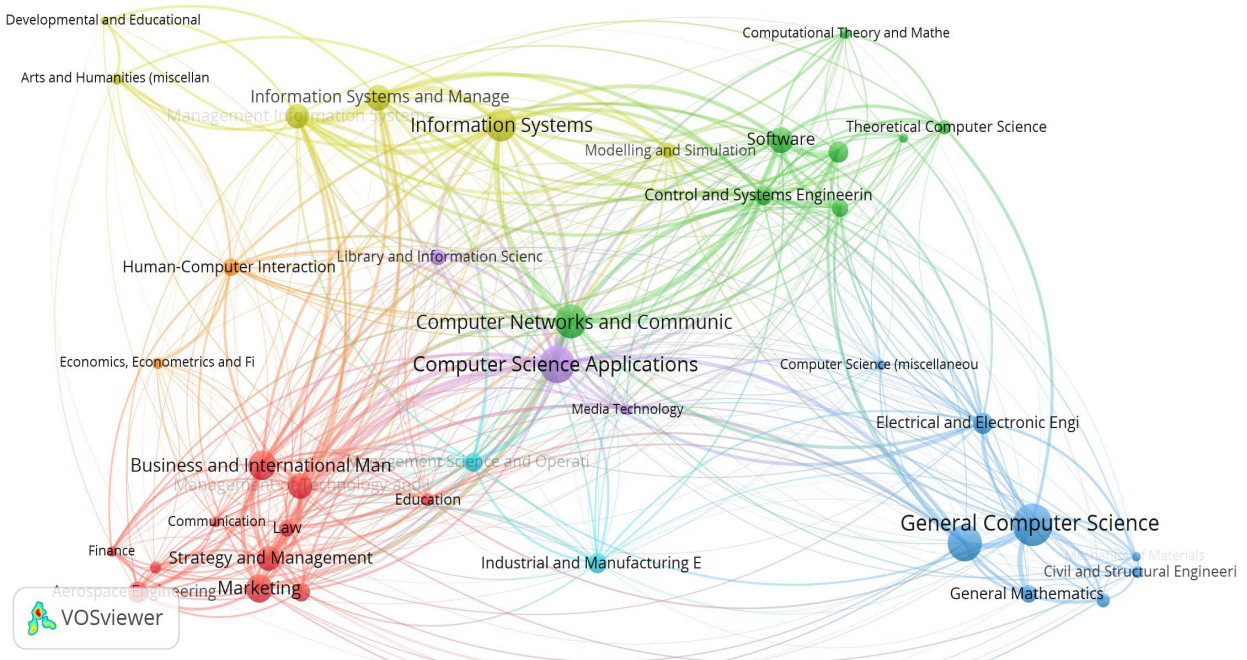 Developmental and Educational
Computational Theory and Mathe
Arts and Humanities (miscellan
Information Systems and Manage
Management Information Systems
Information Systems
Theoretical Computer Science
Software
Modelling and Simulation
Control and Systems Engineerin
Library and Information Scienc
Human-Computer Interaction
Computer Networks and Communic
Economics, Econometrics and Fi
Computer Science Applications
Computer Science (miscellaneou
Media Technology
Electrical and Electronic Engi
Business and International Man
Management Science and Operati
Management of Technology and I
Education
Communication
Law
General Computer Science
Finance
Strategy and Management
Mechanics of Materials
Industrial and Manufacturing E
Civil and Structural Engineeri
Aerospace Engineering
Marketing
General Mathematics
VOSviewer